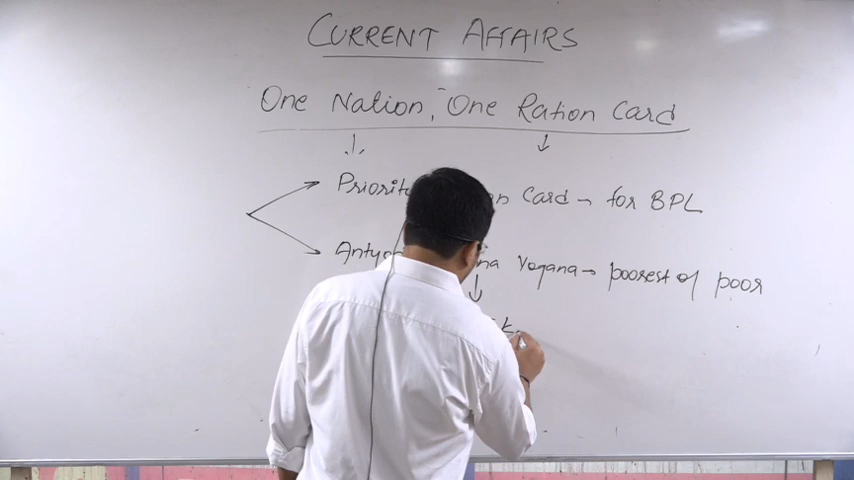 CURRENT AFFAIRS
One Nation, One Ration Card
Card → for BPL
Yogana → poorest of poor